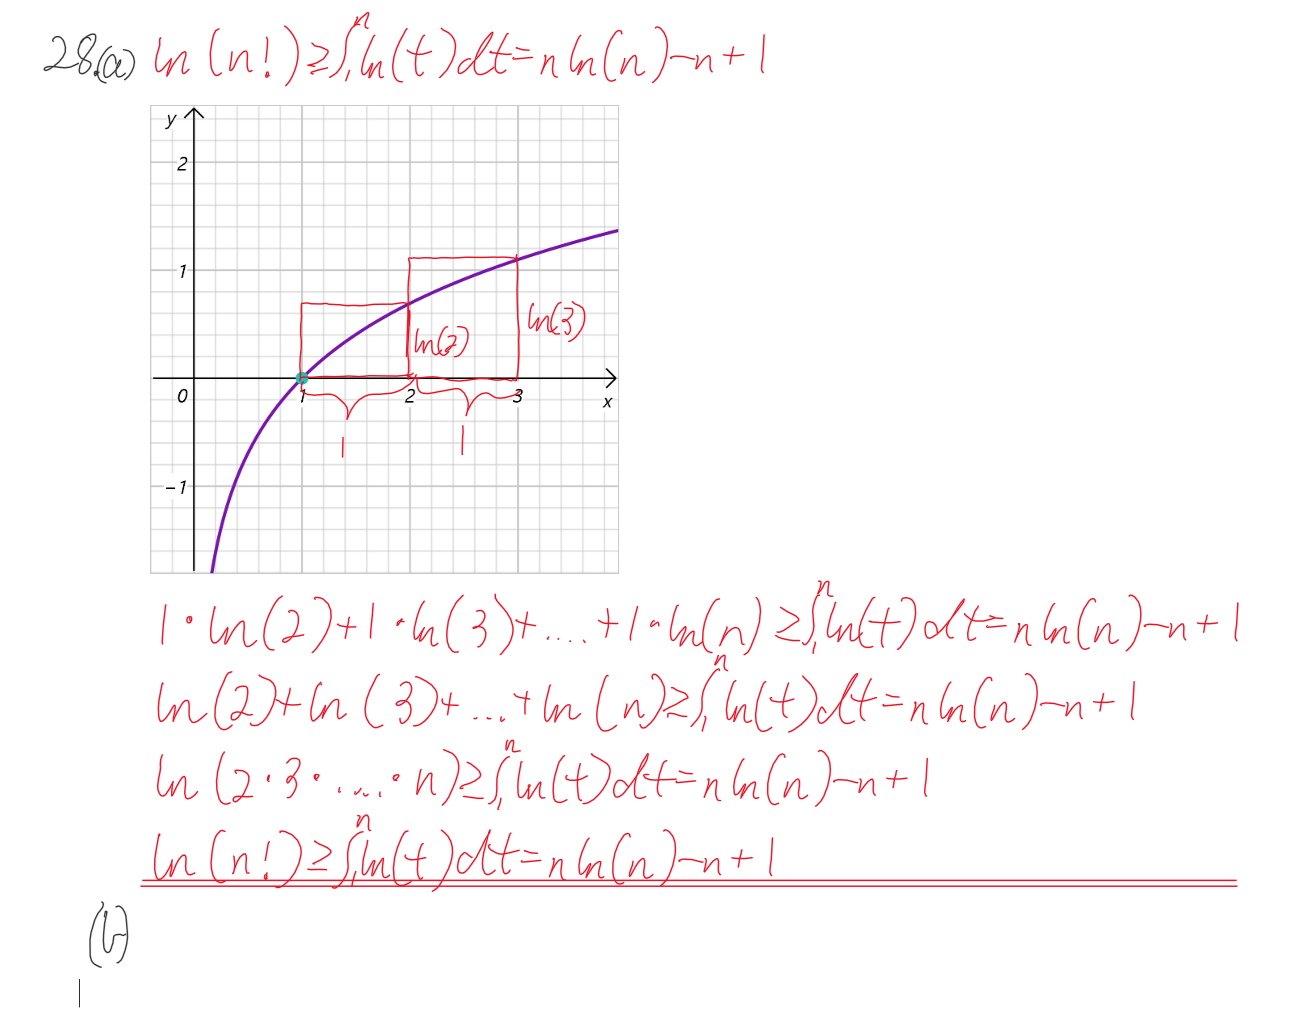 28.(a) ln(n!) ≥ ∫₁ⁿ ln(t)dt = n ln(n) - n + 1
y
2
1
ln(3)
ln(2)
0
1
2
3
x
1
1
-1
1·ln(2)+1·ln(3)+....+1·ln(n) ≥ ∫₁ⁿ ln(t)dt = n ln(n) - n + 1
ln(2)+ln(3)+...+ln(n) ≥ ∫₁ⁿ ln(t)dt = n ln(n) - n + 1
ln(2·3·....·n) ≥ ∫₁ⁿ ln(t)dt = n ln(n) - n + 1
ln(n!) ≥ ∫₁ⁿ ln(t)dt = n ln(n) - n + 1
(b)